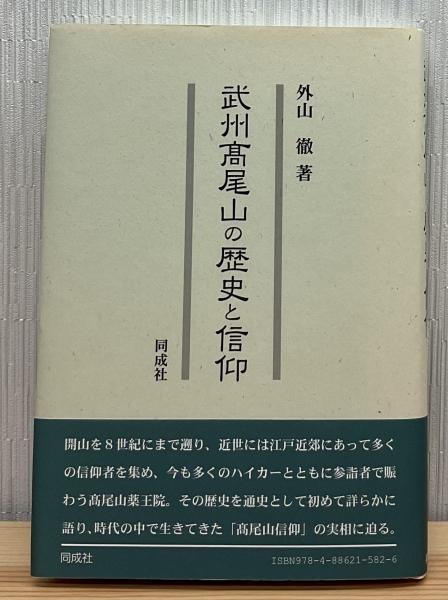 外山 徹 著
武州髙尾山の歴史と信仰
同成社
開山を8世紀にまで遡り、近世には江戸近郊にあって多く
の信仰者を集め、今も多くのハイカーとともに参詣者で賑
わう髙尾山薬王院。その歴史を通史として初めて詳らかに
語り、時代の中で生きてきた「髙尾山信仰」の実相に迫る。
同成社
ISBN978-4-88621-582-6